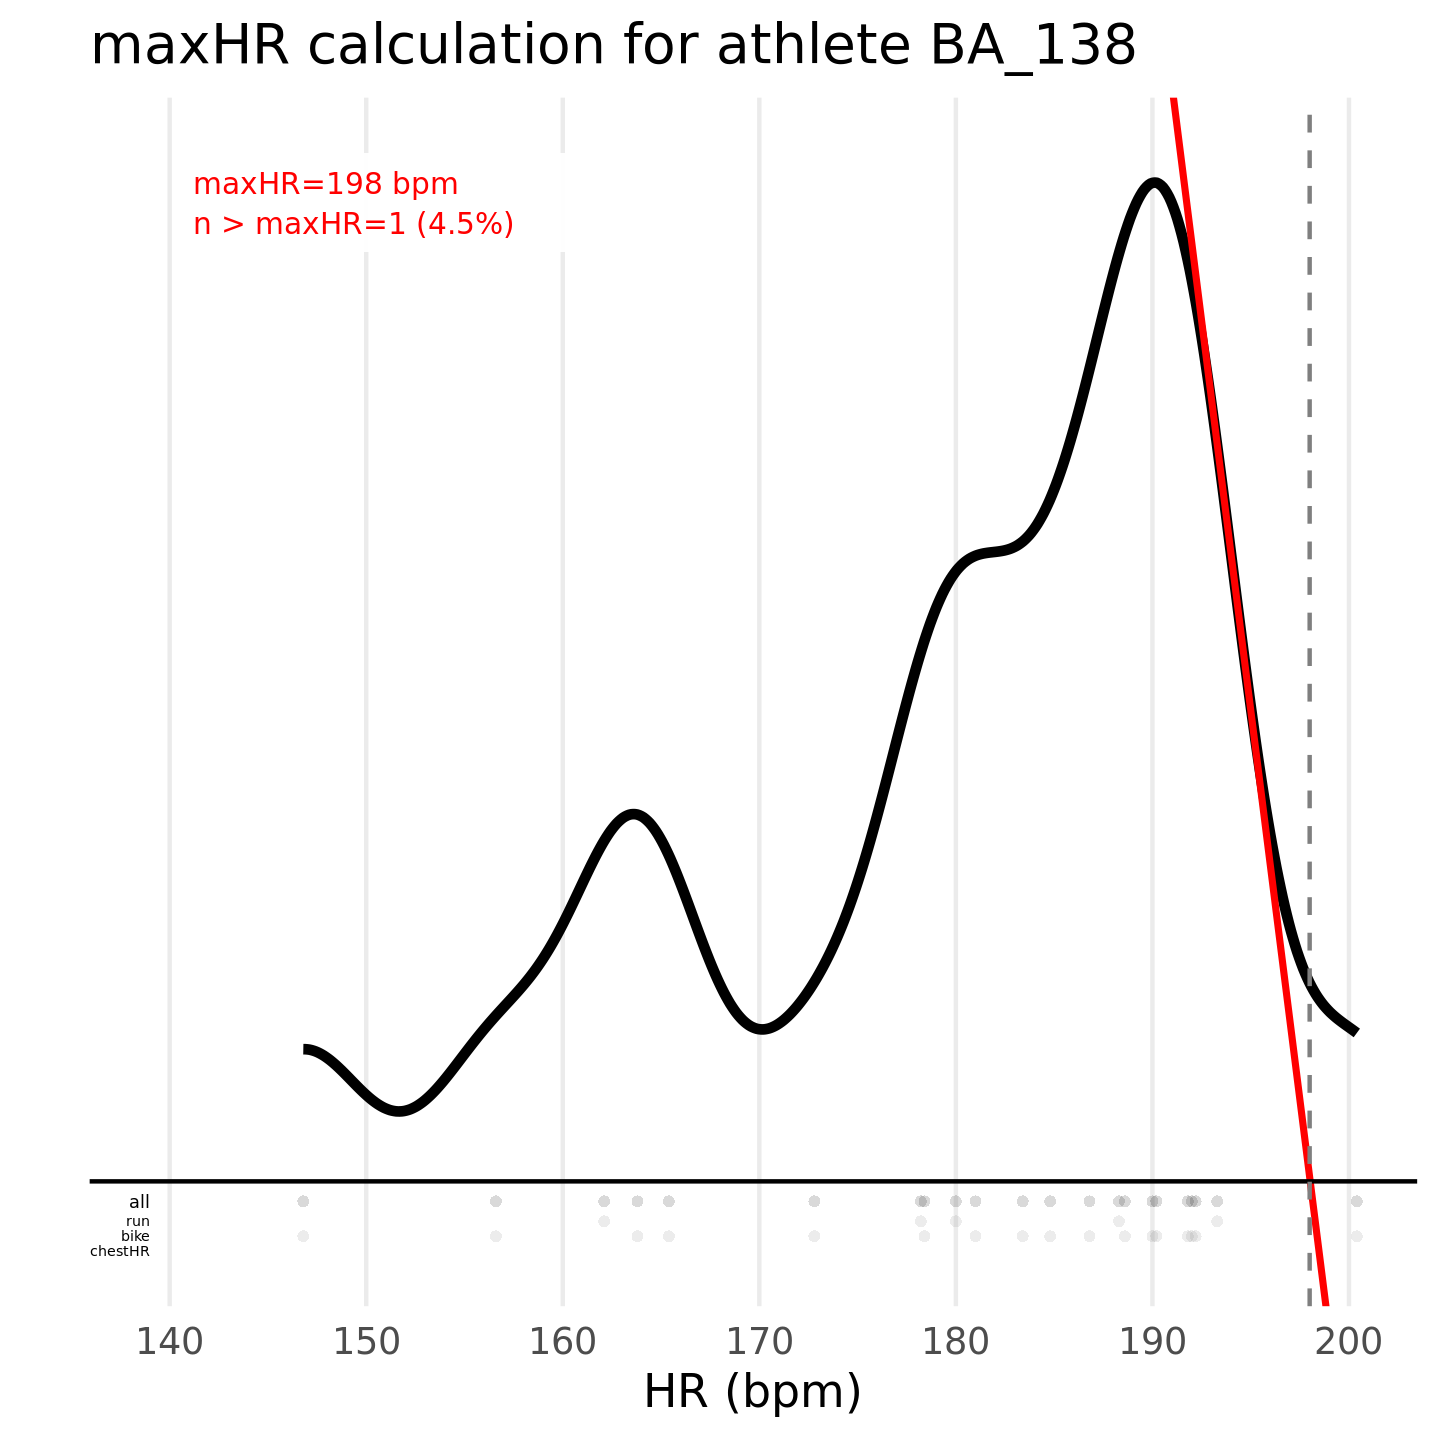 maxHR calculation for athlete BA_138
maxHR=198 bpm
n > maxHR=1 (4.5%)
all
run
bike
chestHR
140 150 160 170 180 190 200
HR (bpm)